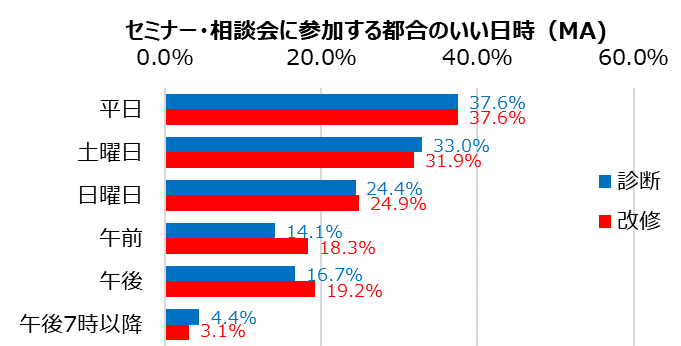 セミナー・相談会に参加する都合のいい日時（MA)
0.0% 20.0% 40.0% 60.0%
平日 37.6%
37.6%
土曜日 33.0%
31.9%
日曜日 24.4%
24.9%
午前 14.1%
18.3%
午後 16.7%
19.2%
午後7時以降 4.4%
3.1%
診断
改修